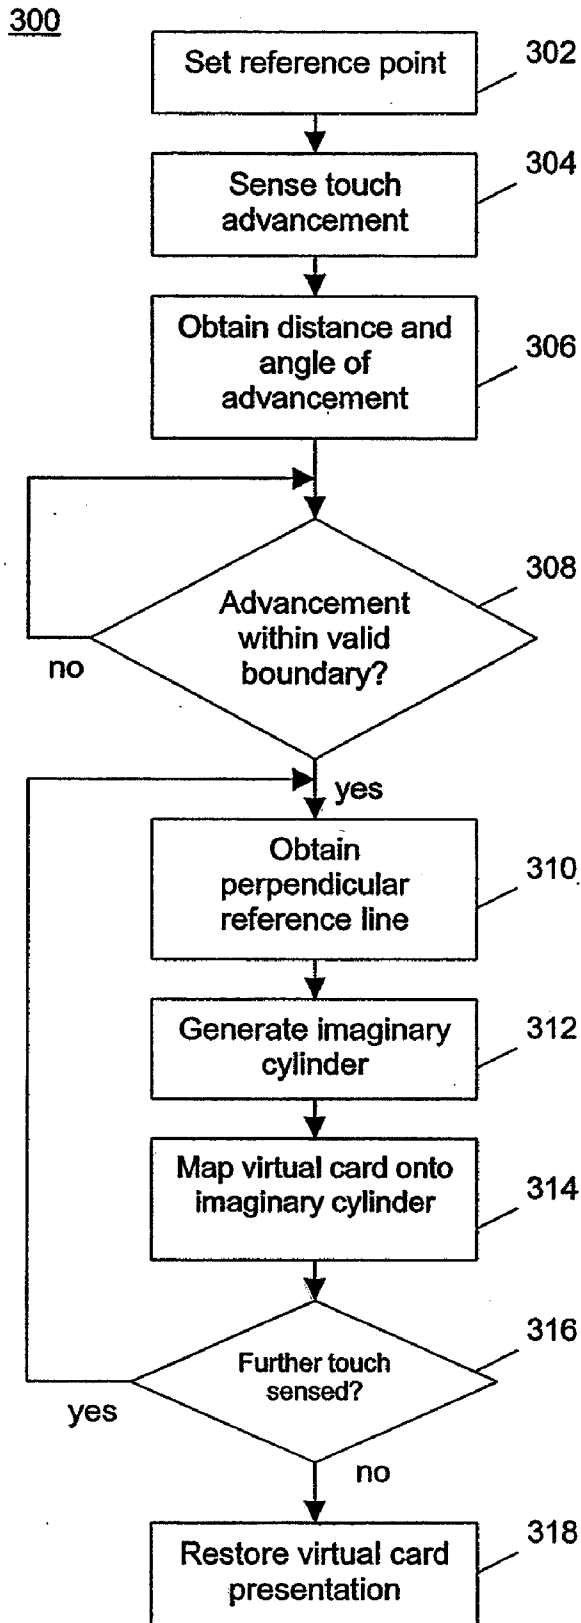 300
Set reference point
302
Sense touch
advancement
304
Obtain distance and
angle of
advancement
306
Advancement
within valid
boundary?
308
no
yes
Obtain
perpendicular
reference line
310
Generate imaginary
cylinder
312
Map virtual card onto
imaginary cylinder
314
Further touch
sensed?
316
yes
no
Restore virtual card
presentation
318